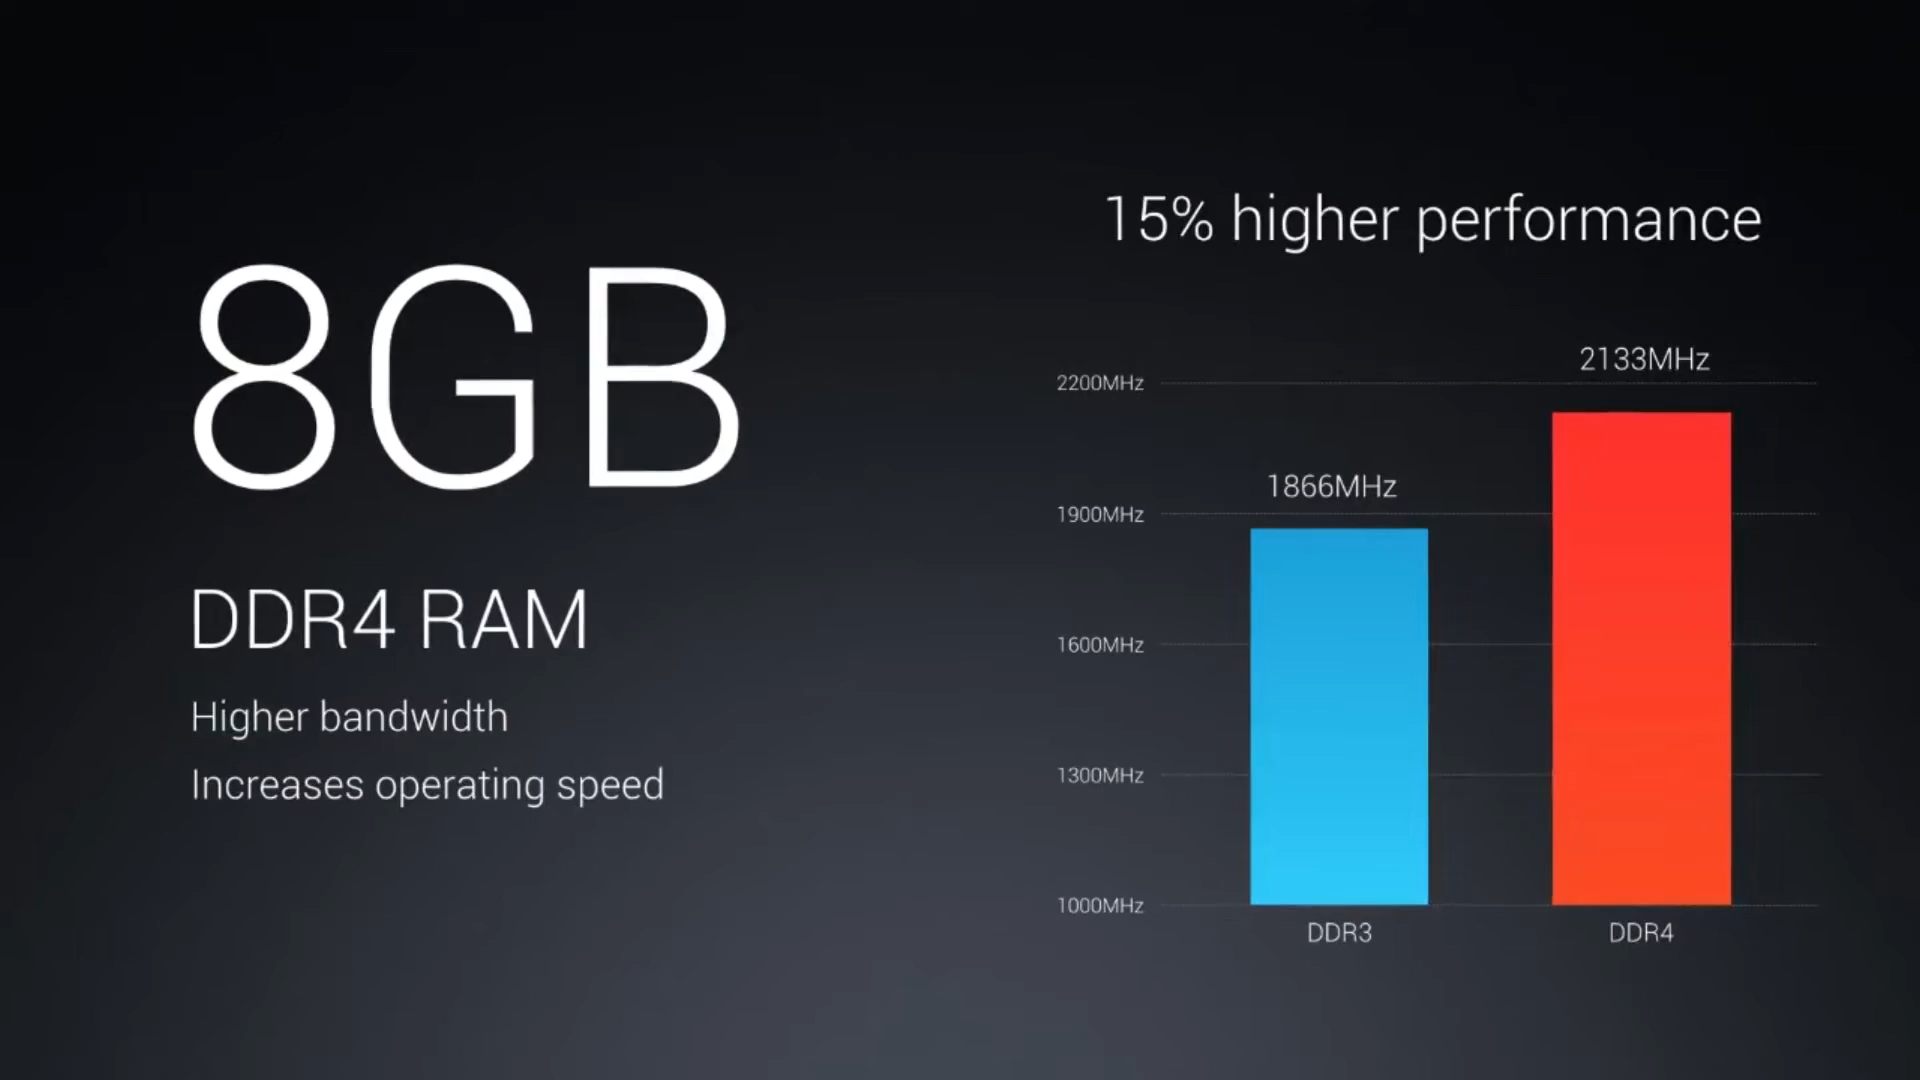 8GB
DDR4 RAM
Higher bandwidth
Increases operating speed
15% higher performance
2200MHz
1900MHz
1600MHz
1300MHz
1000MHz
1866MHz
2133MHz
DDR3
DDR4